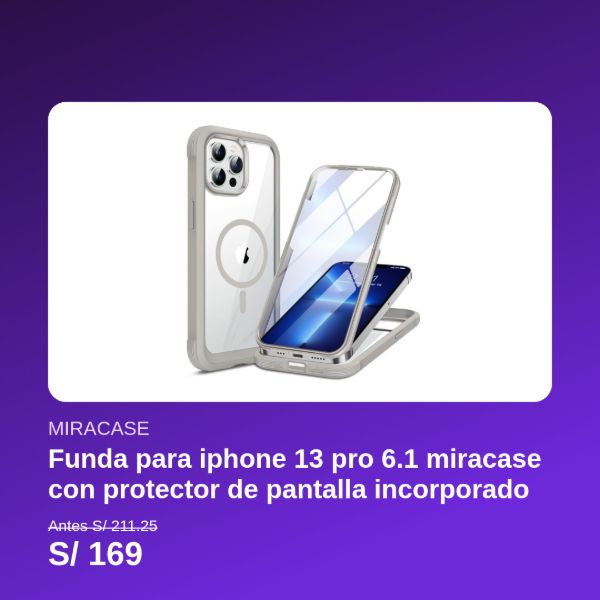 MIRACASE
Funda para iphone 13 pro 6.1 miracase
con protector de pantalla incorporado
Antes S/ 211.25
S/ 169